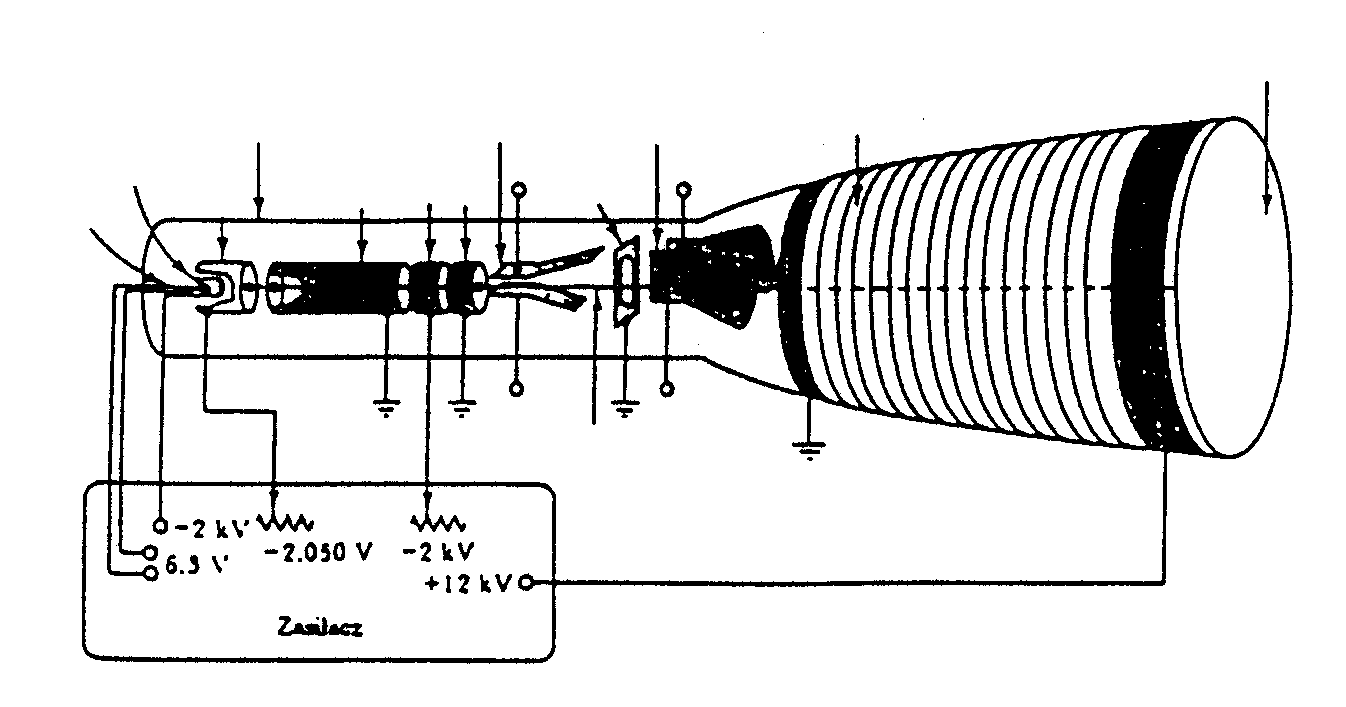 -2 kV
-2.050 V
-2 kV
6.3 V
+12 kV
Zasilacz